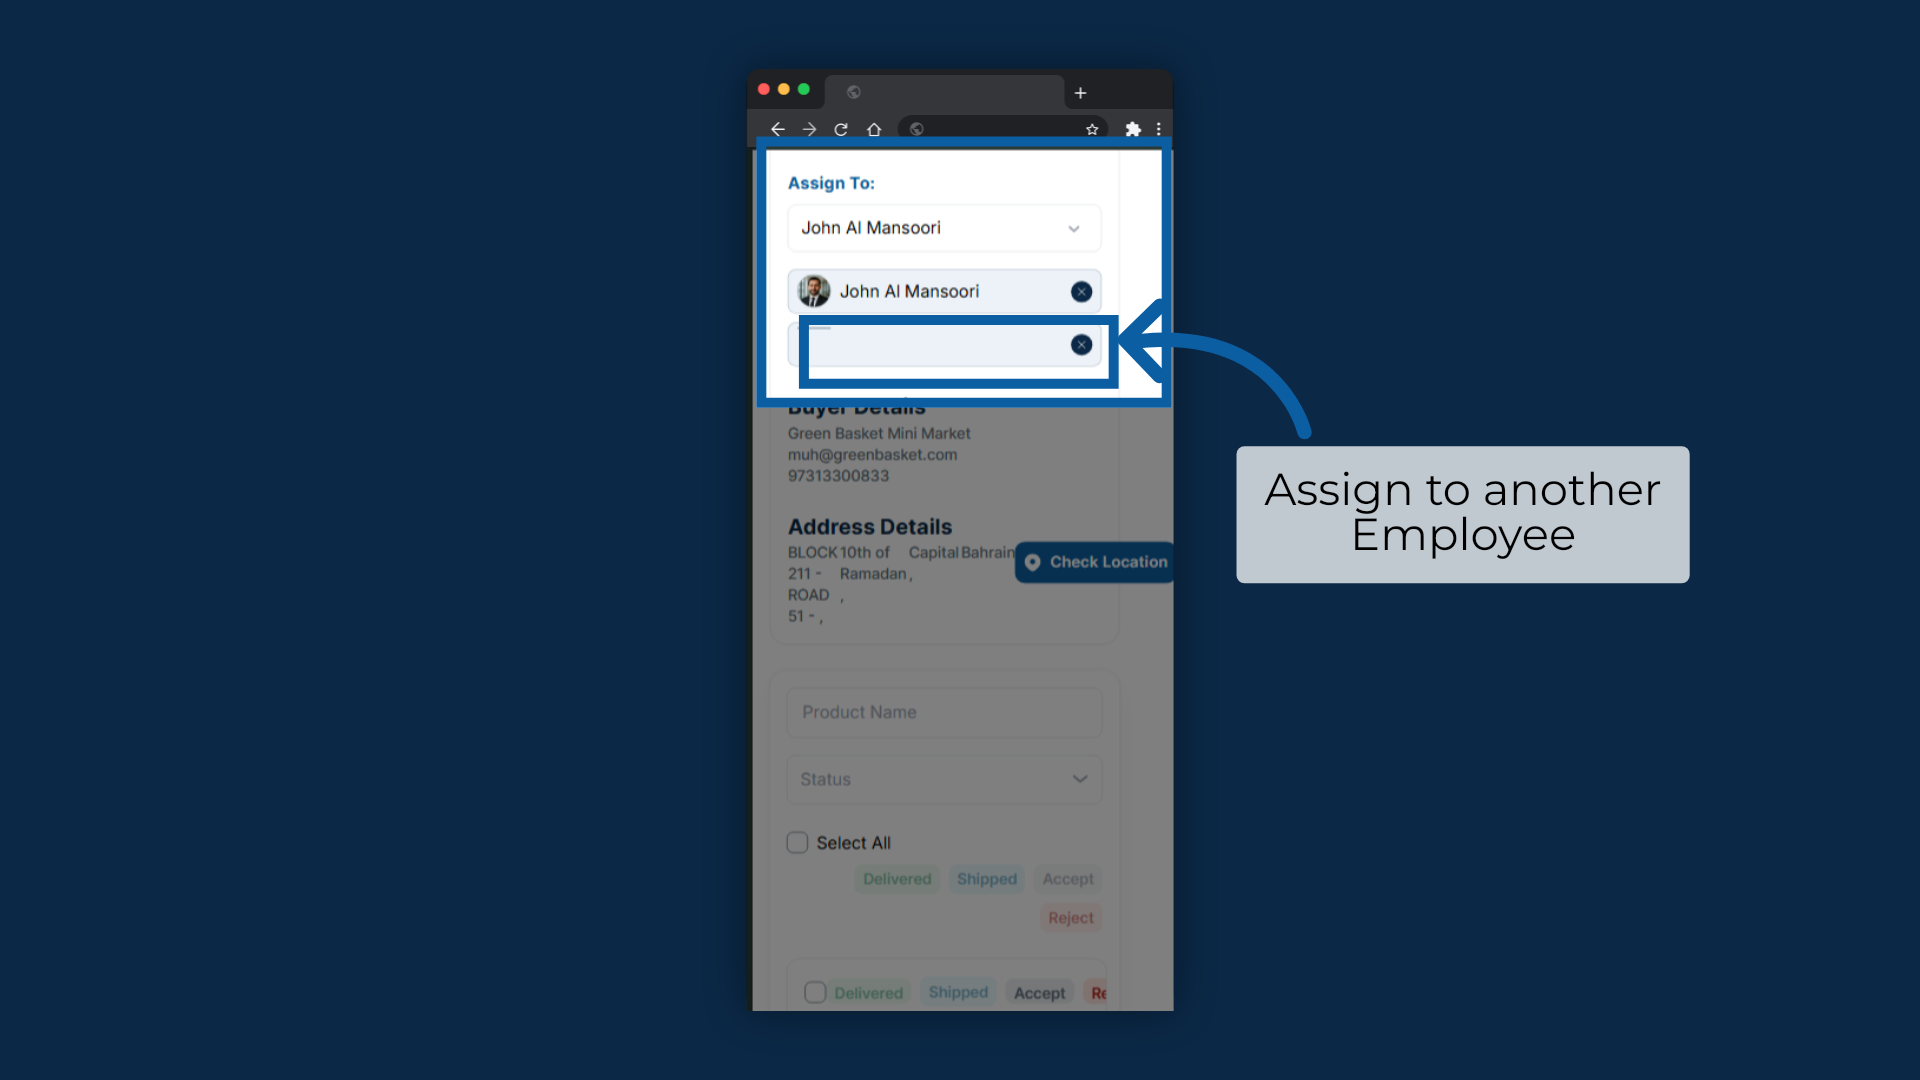 Assign To:
John Al Mansoori
John Al Mansoori
Buyer Details
Green Basket Mini Market
muh@greenbasket.com
97313300833
Address Details
BLOCK 10th of Capital Bahrain
211 - Ramadan ,
ROAD ,
51 - ,
Check Location
Product Name
Status
Select All
Delivered Shipped Accept
Reject
Delivered Shipped Accept Re
Assign to another
Employee